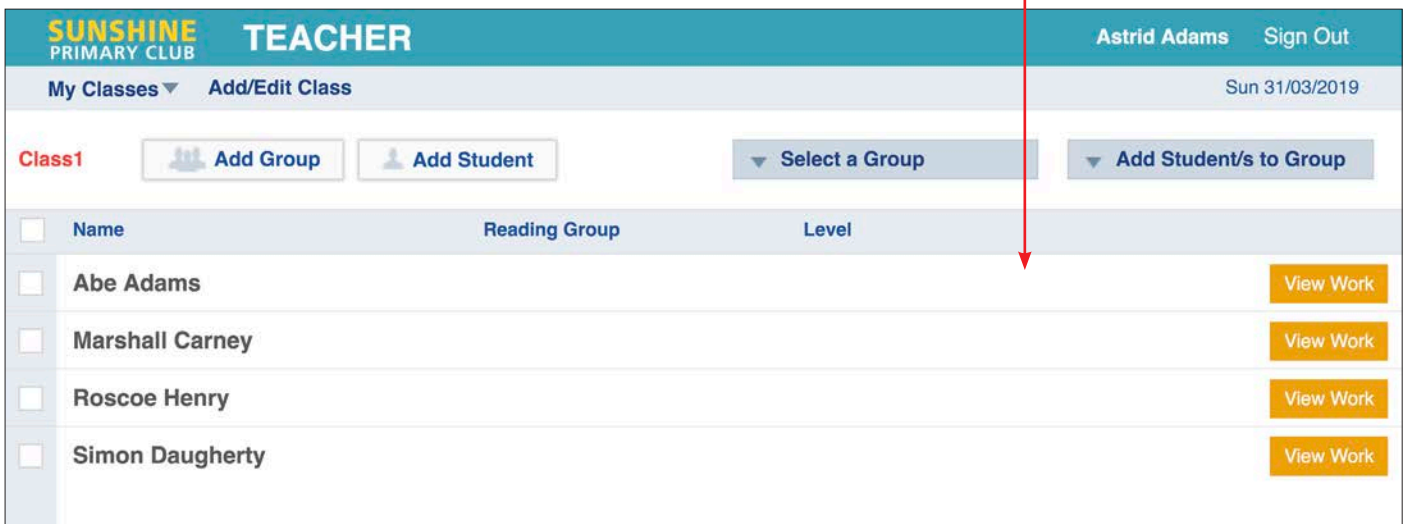 SUNSHINE
PRIMARY CLUB
TEACHER
Astrid Adams Sign Out
My Classes Add/Edit Class Sun 31/03/2019
Class1 Add Group Add Student Select a Group Add Student/s to Group
Name Reading Group Level
Abe Adams View Work
Marshall Carney View Work
Roscoe Henry View Work
Simon Daugherty View Work